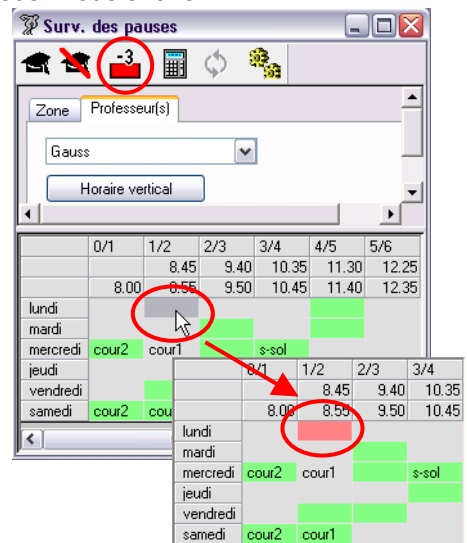 Surv. des pauses
-3
Zone Professeur(s)
Gauss
Horaire vertical
0/1 1/2 2/3 3/4 4/5 5/6
8.45 9.40 10.35 11.30 12.25
8.00 8.55 9.50 10.45 11.40 12.35
lundi
mardi
mercredi cour2 cour1 s-sol
jeudi
vendredi
samedi cour2 cou
0/1 1/2 2/3 3/4
8.45 9.40 10.35
8.00 8.55 9.50 10.45
lundi
mardi
mercredi cour2 cour1 s-sol
jeudi
vendredi
samedi cour2 cour1